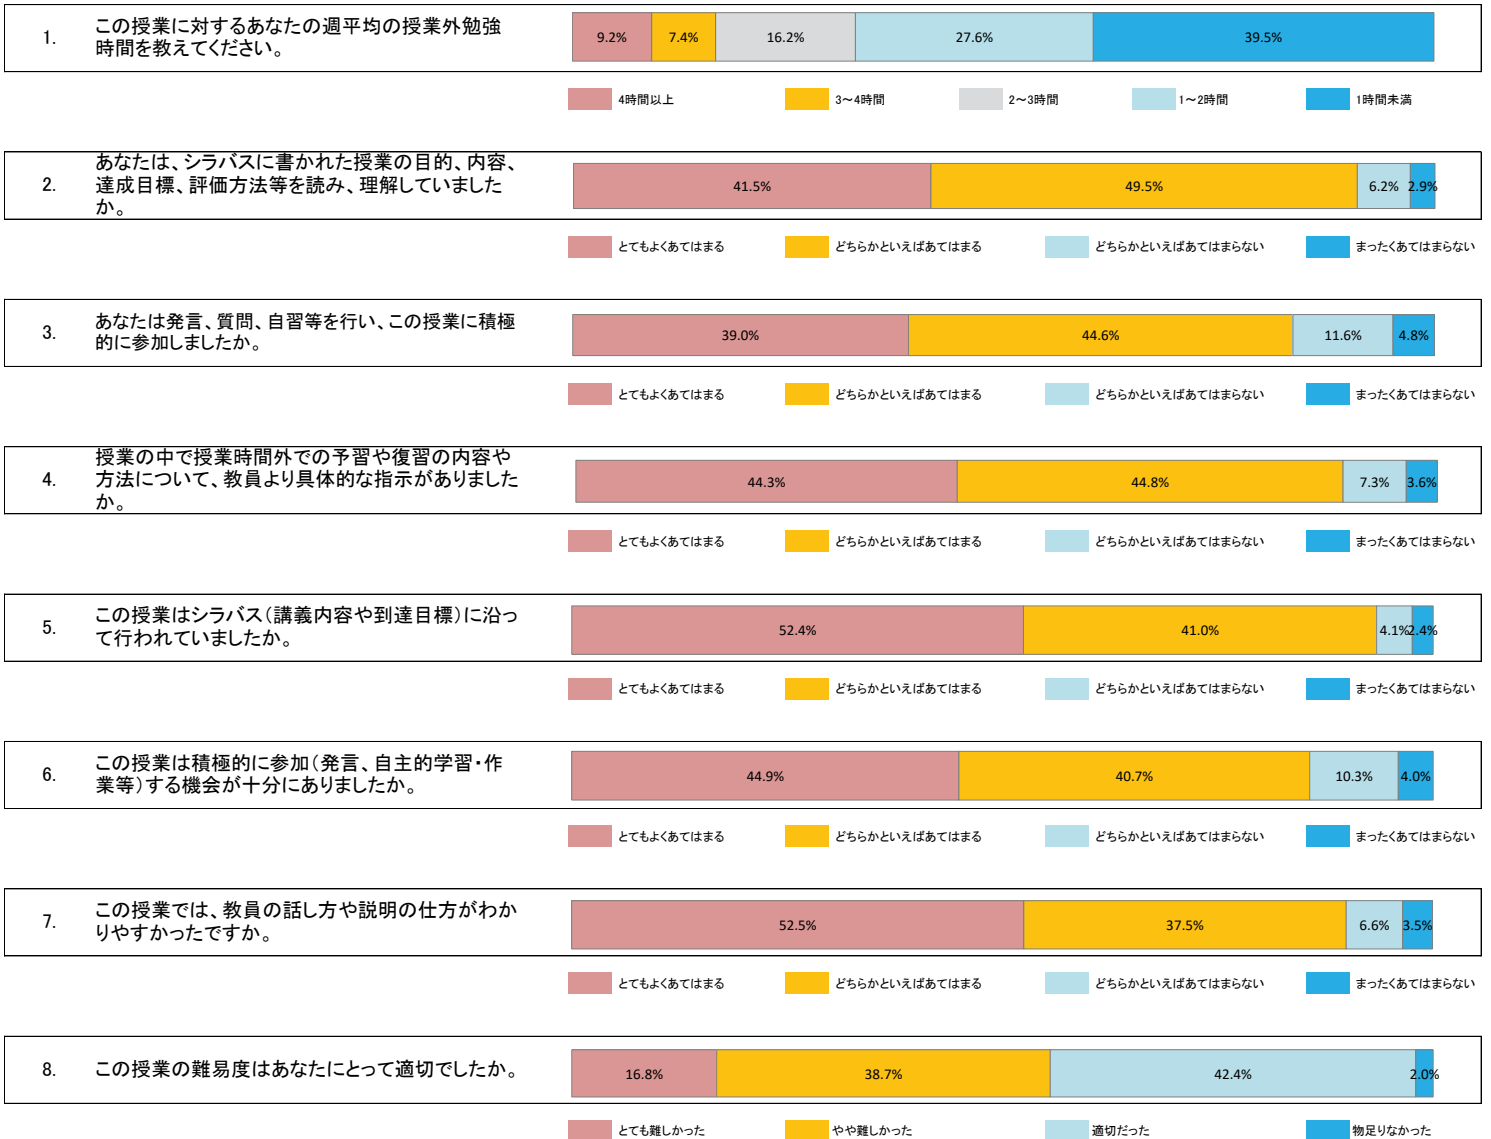 1.
この授業に対するあなたの週平均の授業外勉強
時間を教えてください。
9.2% 7.4% 16.2% 27.6% 39.5%
4時間以上 3~4時間 2~3時間 1~2時間 1時間未満
2.
あなたは、シラバスに書かれた授業の目的、内容、
達成目標、評価方法等を読み、理解していました
か。
41.5% 49.5% 6.2% 2.9%
とてもよくあてはまる どちらかといえばあてはまる どちらかといえばあてはまらない まったくあてはまらない
3.
あなたは発言、質問、自習等を行い、この授業に積極
的に参加しましたか。
39.0% 44.6% 11.6% 4.8%
とてもよくあてはまる どちらかといえばあてはまる どちらかといえばあてはまらない まったくあてはまらない
4.
授業の中で授業時間外での予習や復習の内容や
方法について、教員より具体的な指示がありました
か。
44.3% 44.8% 7.3% 3.6%
とてもよくあてはまる どちらかといえばあてはまる どちらかといえばあてはまらない まったくあてはまらない
5.
この授業はシラバス(講義内容や到達目標)に沿っ
て行われていましたか。
52.4% 41.0% 4.1% 2.4%
とてもよくあてはまる どちらかといえばあてはまる どちらかといえばあてはまらない まったくあてはまらない
6.
この授業は積極的に参加(発言、自主的学習・作
業等)する機会が十分にありましたか。
44.9% 40.7% 10.3% 4.0%
とてもよくあてはまる どちらかといえばあてはまる どちらかといえばあてはまらない まったくあてはまらない
7.
この授業では、教員の話し方や説明の仕方がわか
りやすかったですか。
52.5% 37.5% 6.6% 3.5%
とてもよくあてはまる どちらかといえばあてはまる どちらかといえばあてはまらない まったくあてはまらない
8.
この授業の難易度はあなたにとって適切でしたか。
16.8% 38.7% 42.4% 2.0%
とても難しかった やや難しかった 適切だった 物足りなかった